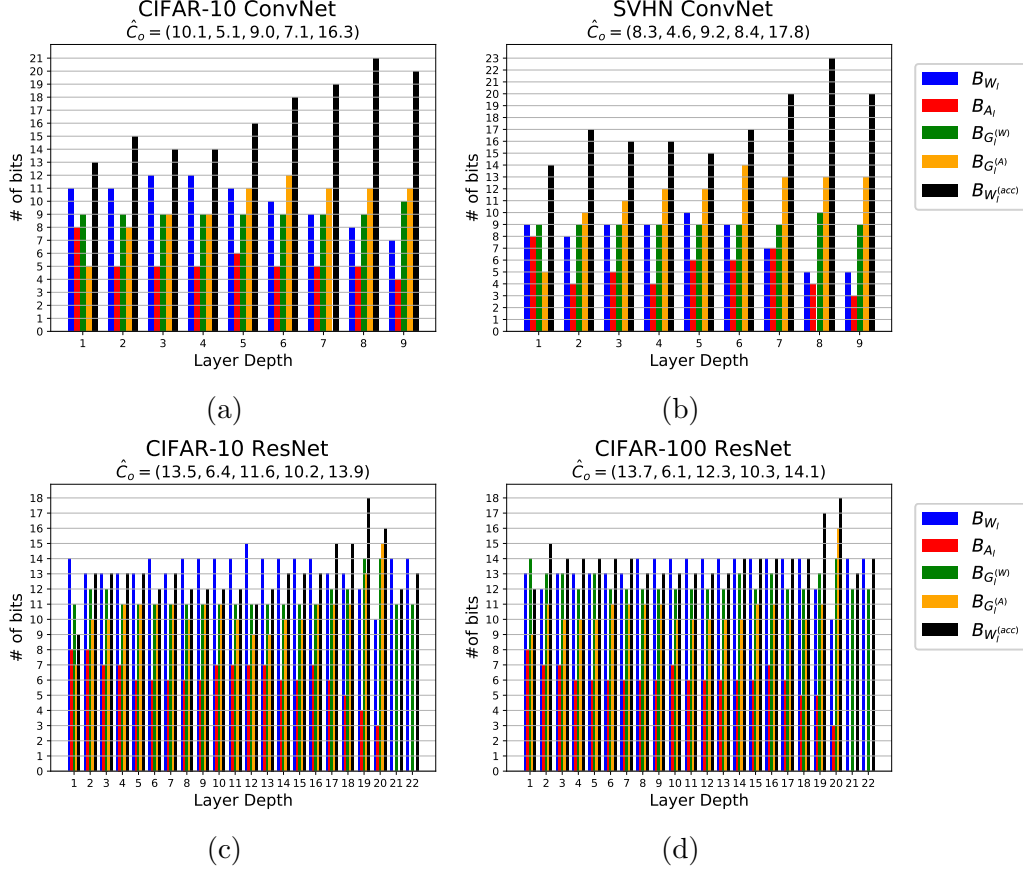 CIFAR-10 ConvNet
Ĉ_o = (10.1, 5.1, 9.0, 7.1, 16.3)
# of bits
21
20
19
18
17
16
15
14
13
12
11
10
9
8
7
6
5
4
3
2
1
0
1 2 3 4 5 6 7 8 9
Layer Depth
(a)
SVHN ConvNet
Ĉ_o = (8.3, 4.6, 9.2, 8.4, 17.8)
# of bits
23
22
21
20
19
18
17
16
15
14
13
12
11
10
9
8
7
6
5
4
3
2
1
0
1 2 3 4 5 6 7 8 9
Layer Depth
(b)
B_{W_l}
B_{A_l}
B_{G_l^{(W)}}
B_{G_l^{(A)}}
B_{W_l^{(acc)}}
CIFAR-10 ResNet
Ĉ_o = (13.5, 6.4, 11.6, 10.2, 13.9)
# of bits
18
17
16
15
14
13
12
11
10
9
8
7
6
5
4
3
2
1
0
1 2 3 4 5 6 7 8 9 10 11 12 13 14 15 16 17 18 19 20 21 22
Layer Depth
(c)
CIFAR-100 ResNet
Ĉ_o = (13.7, 6.1, 12.3, 10.3, 14.1)
#of bits
18
17
16
15
14
13
12
11
10
9
8
7
6
5
4
3
2
1
0
1 2 3 4 5 6 7 8 9 10 11 12 13 14 15 16 17 18 19 20 21 22
Layer Depth
(d)
B_{W_l}
B_{A_l}
B_{G_l^{(W)}}
B_{G_l^{(A)}}
B_{W_l^{(acc)}}